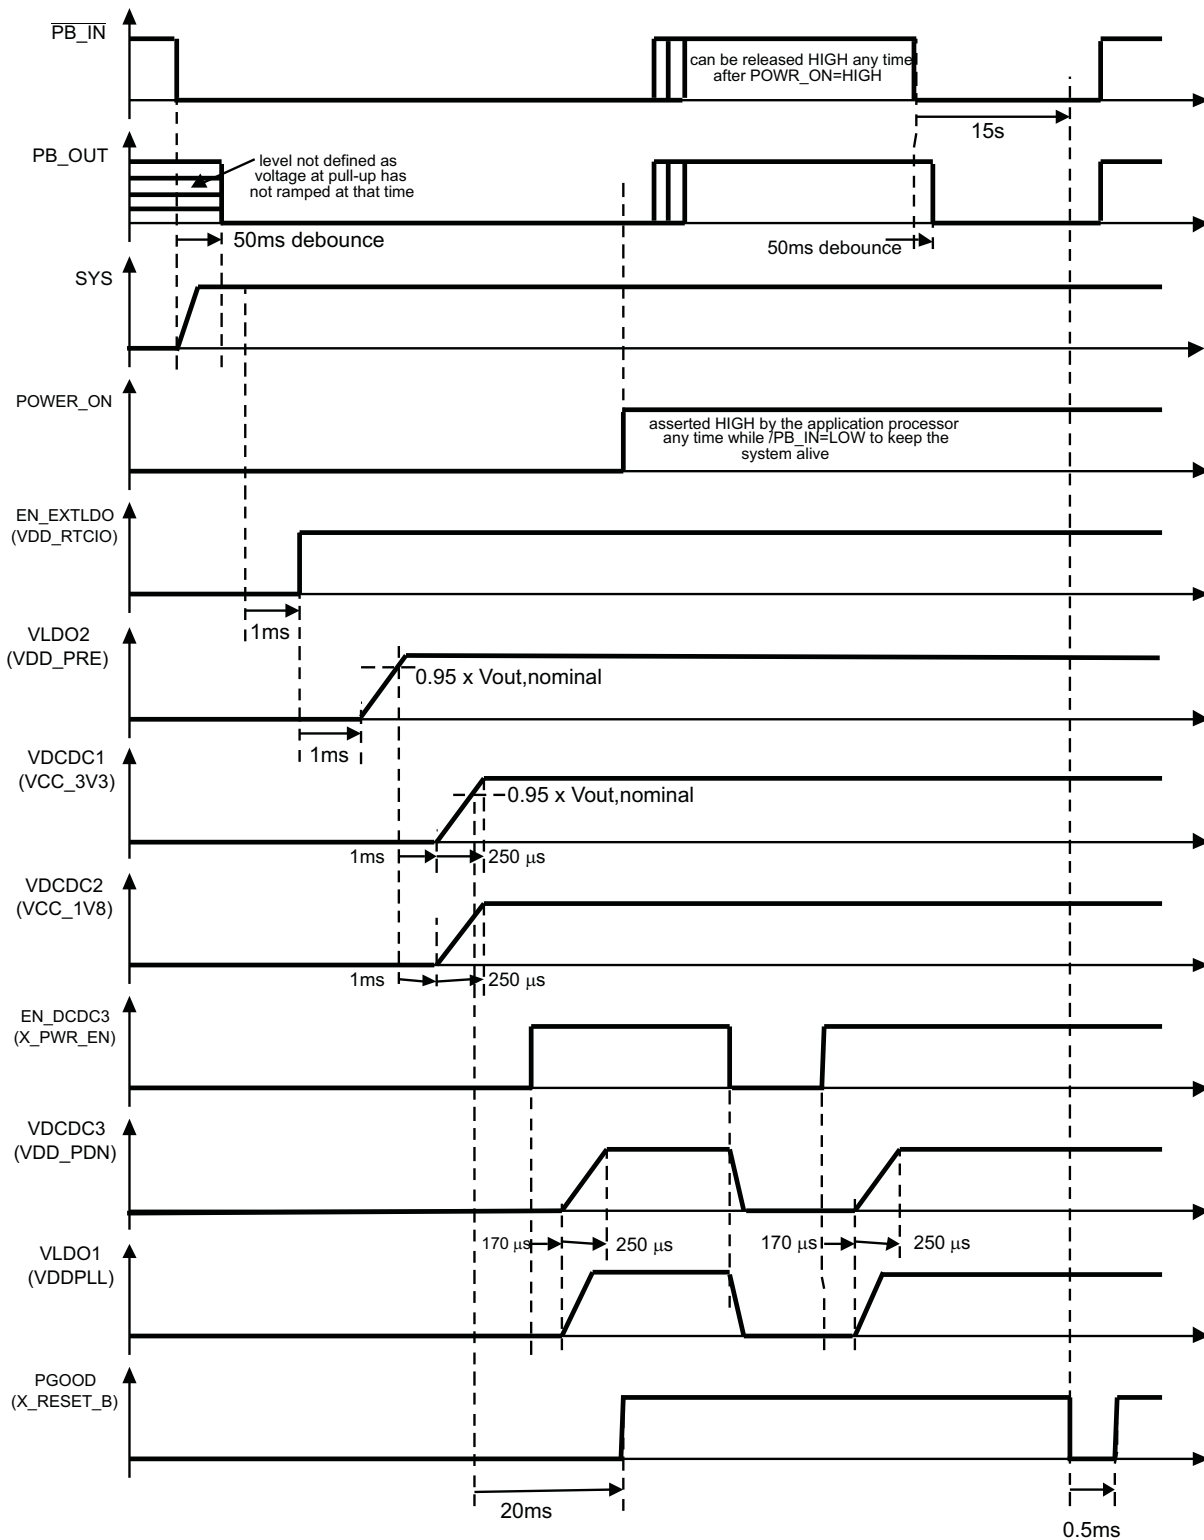 PB_IN
can be released HIGH any time
after POWR_ON=HIGH
15s
PB_OUT
level not defined as
voltage at pull-up has
not ramped at that time
50ms debounce
50ms debounce
SYS
POWER_ON
asserted HIGH by the application processor
any time while /PB_IN=LOW to keep the
system alive
EN_EXTLDO
(VDD_RTCIO)
1ms
VLDO2
(VDD_PRE)
0.95 x Vout,nominal
1ms
VDCDC1
(VCC_3V3)
0.95 x Vout,nominal
1ms
250 μs
VDCDC2
(VCC_1V8)
1ms
250 μs
EN_DCDC3
(X_PWR_EN)
VDCDC3
(VDD_PDN)
170 μs
250 μs
170 μs
250 μs
VLDO1
(VDDPLL)
PGOOD
(X_RESET_B)
20ms
0.5ms